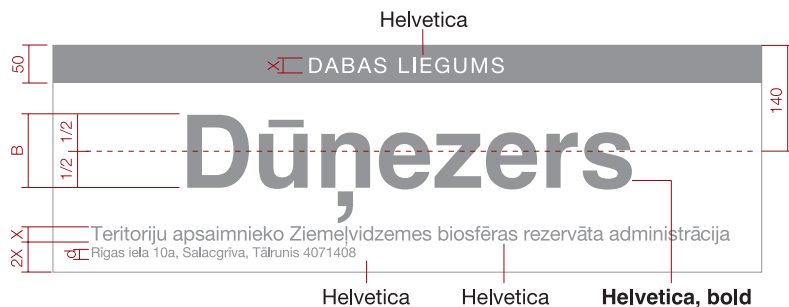 Helvetica
50
X
DABAS LIEGUMS
140
B
1/2
1/2
Dūņezers
X
Teritoriju apsaimnieko Ziemeļvidzemes biosfēras rezervāta administrācija
2X
d
Rīgas iela 10a, Salacgrīva, Tālrunis 4071408
Helvetica
Helvetica
Helvetica, bold